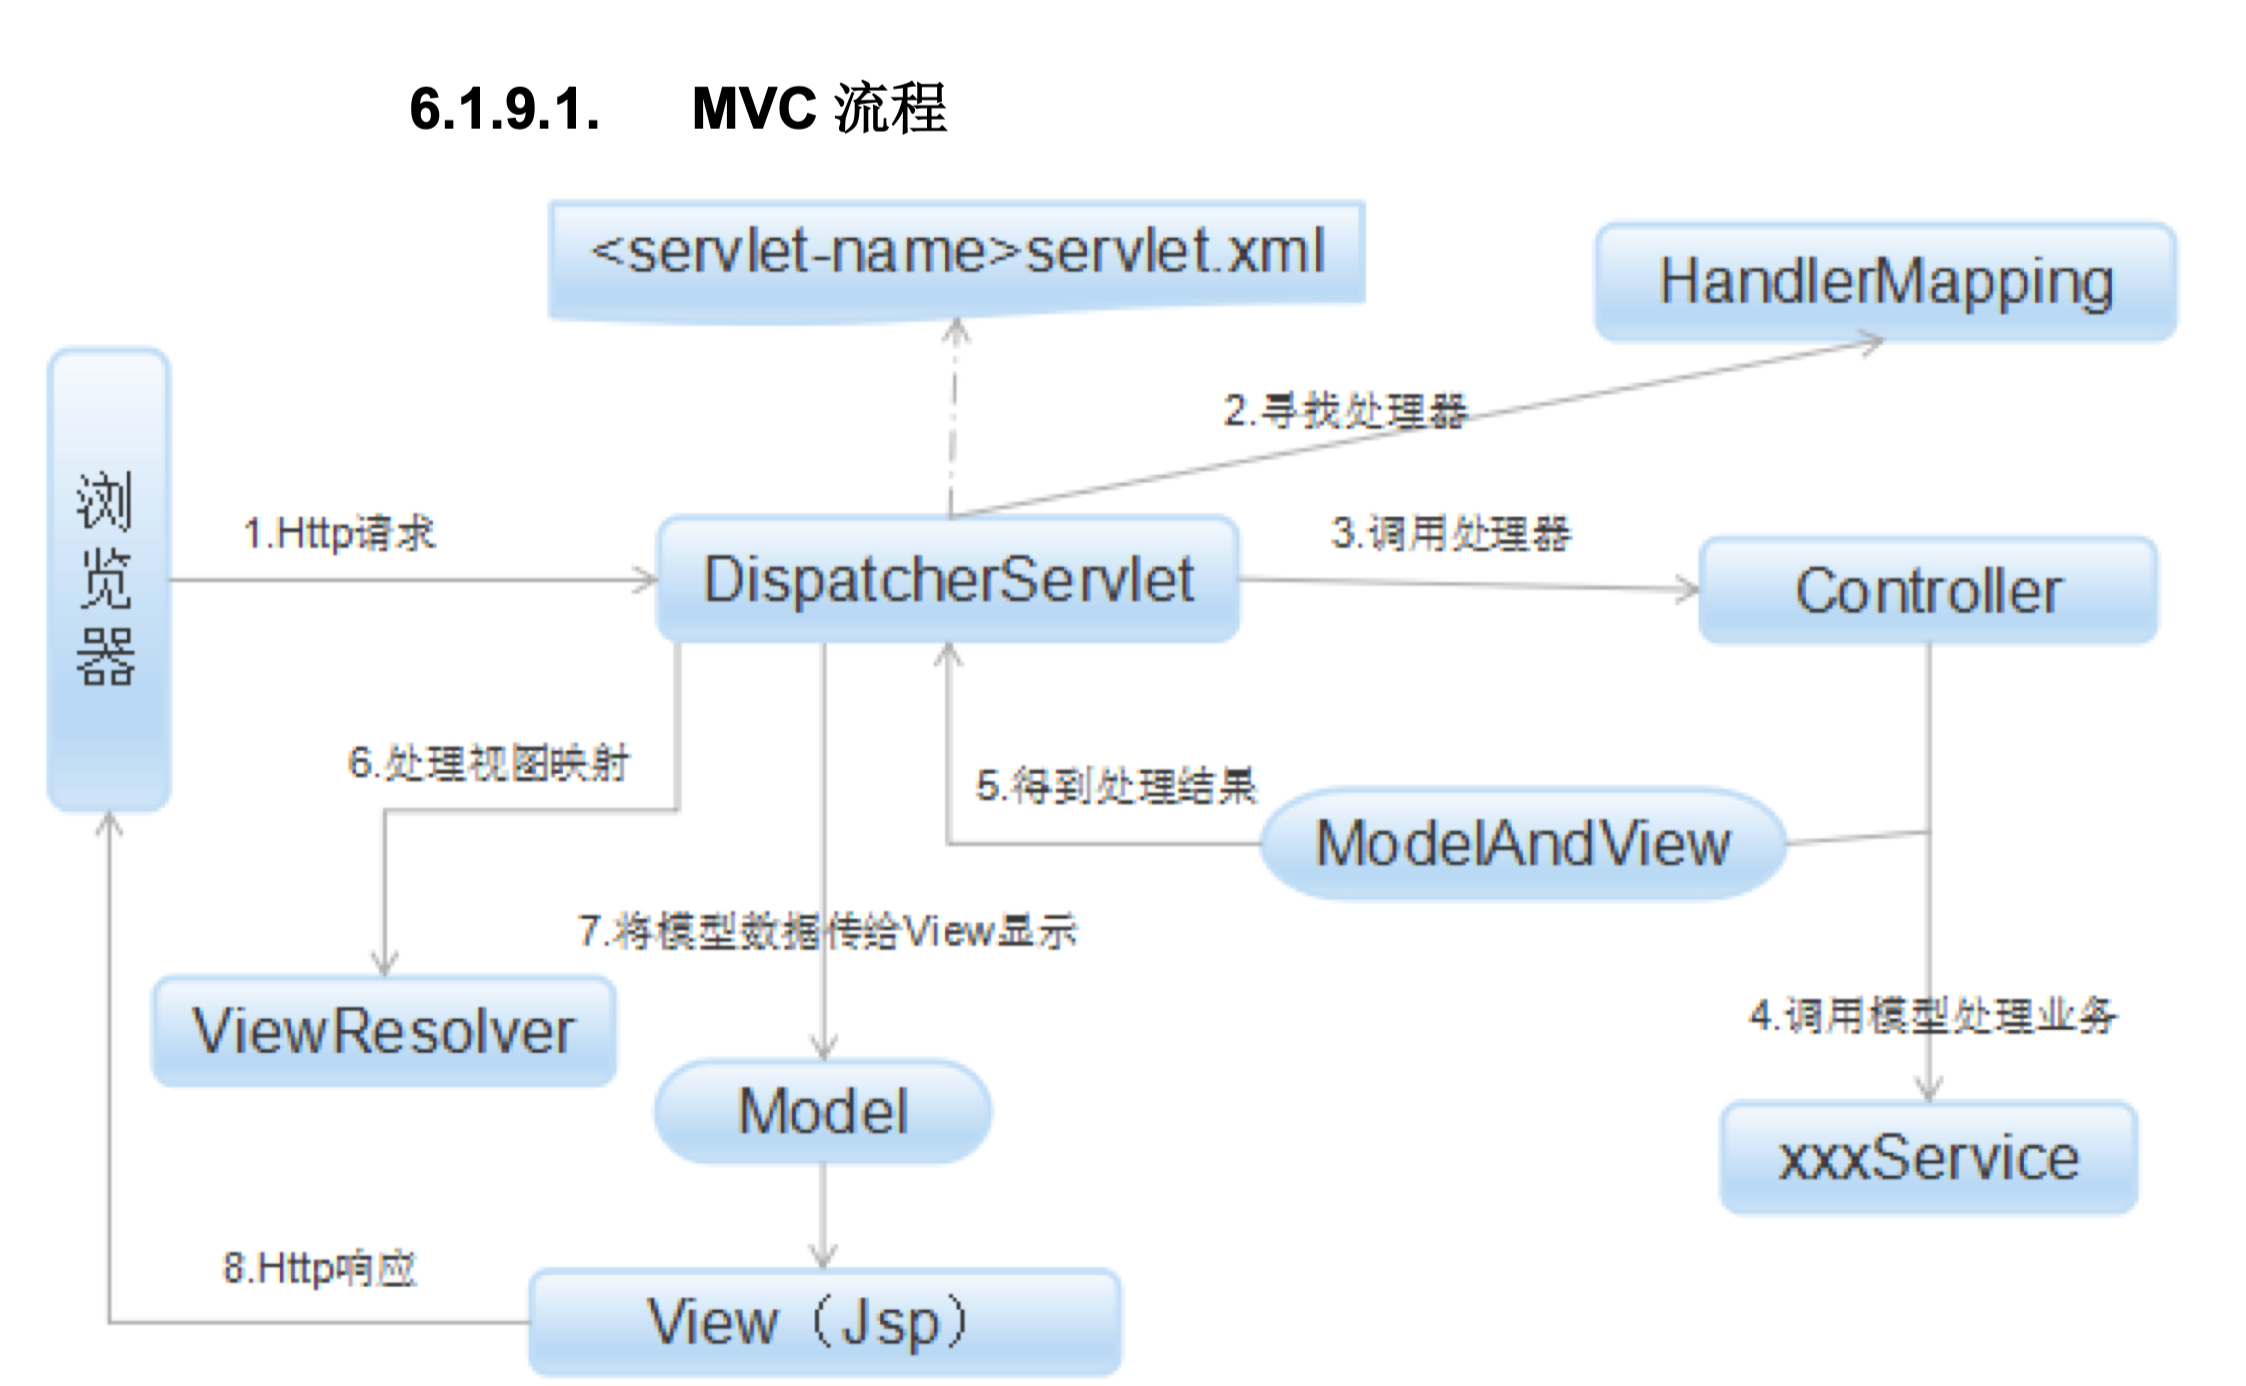 6.1.9.1. MVC 流程
<servlet-name>servlet.xml
HandlerMapping
2.寻找处理器
浏览器
1.Http请求
DispatcherServlet
3.调用处理器
Controller
6.处理视图映射
5.得到处理结果
ModelAndView
7.将模型数据传给View显示
4.调用模型处理业务
ViewResolver
Model
xxxService
8.Http响应
View（Jsp）